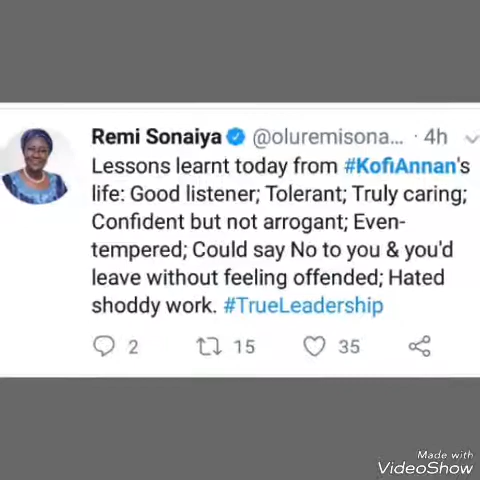 Remi Sonaiya @oluremisona... · 4h
Lessons learnt today from #KofiAnnan's
life: Good listener; Tolerant; Truly caring;
Confident but not arrogant; Even-
tempered; Could say No to you & you'd
leave without feeling offended; Hated
shoddy work. #TrueLeadership
2 15 35
Made with
VideoShow